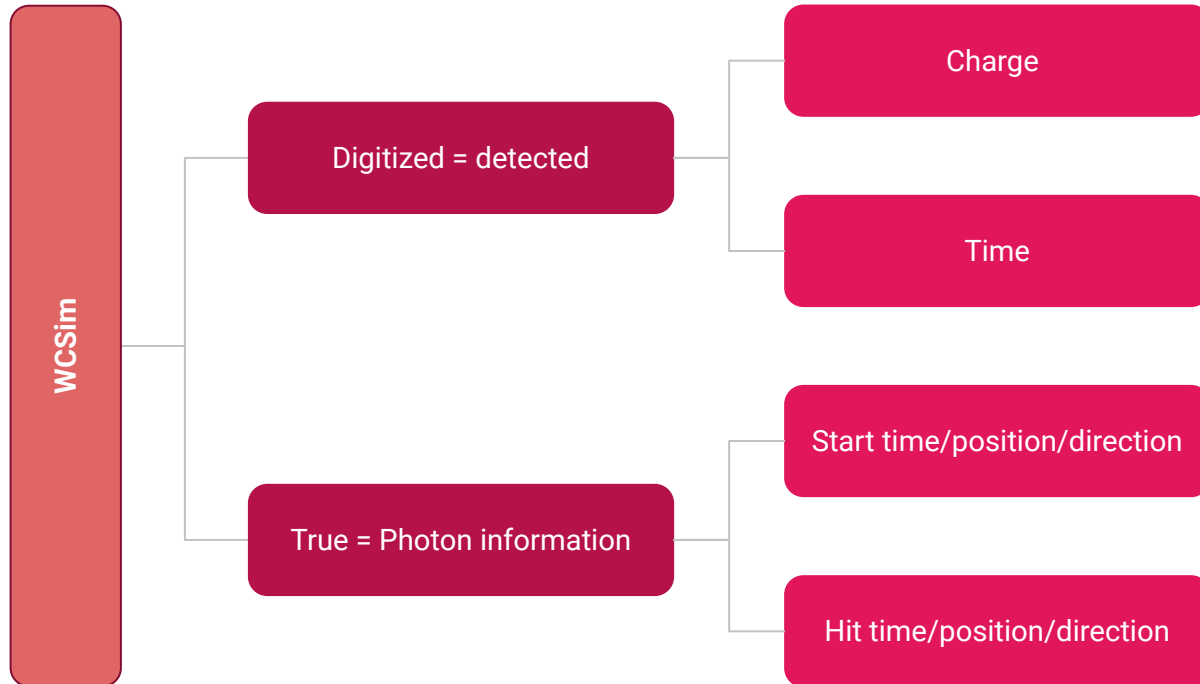 WCSim
Digitized = detected
Charge
Time
True = Photon information
Start time/position/direction
Hit time/position/direction